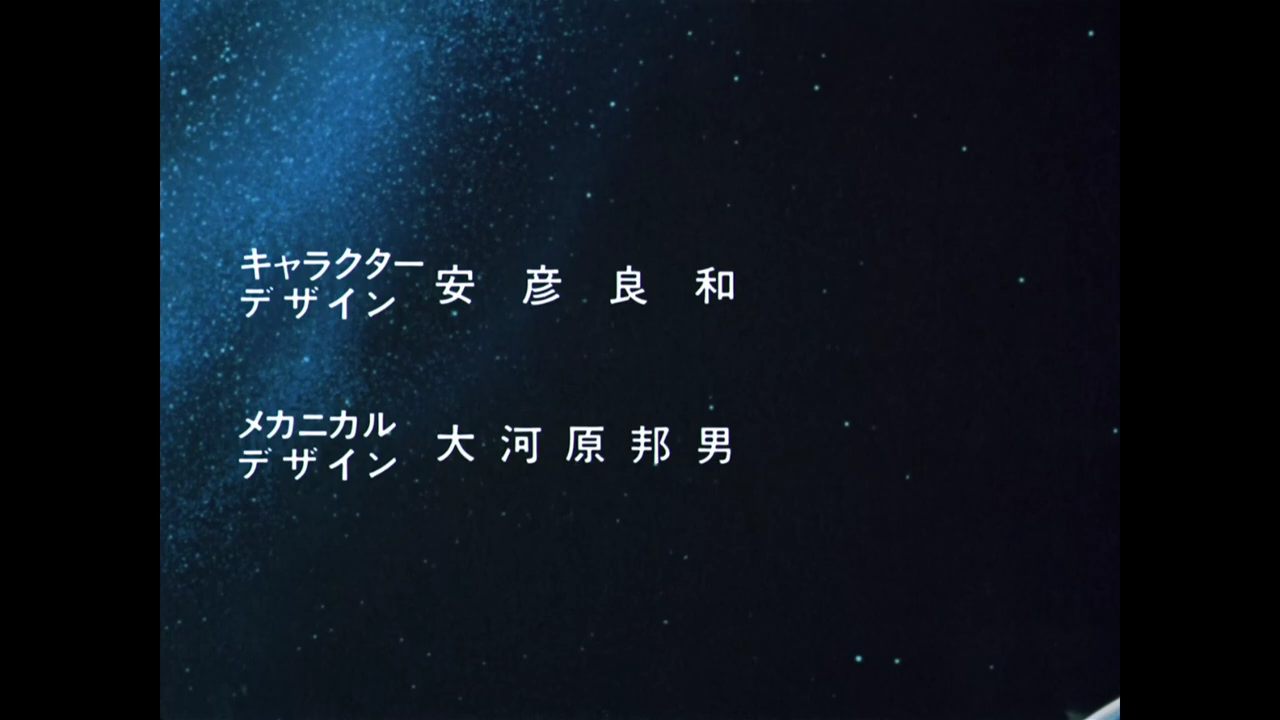 キャラクター
デザイン 安彦良和
メカニカル
デザイン 大河原邦男